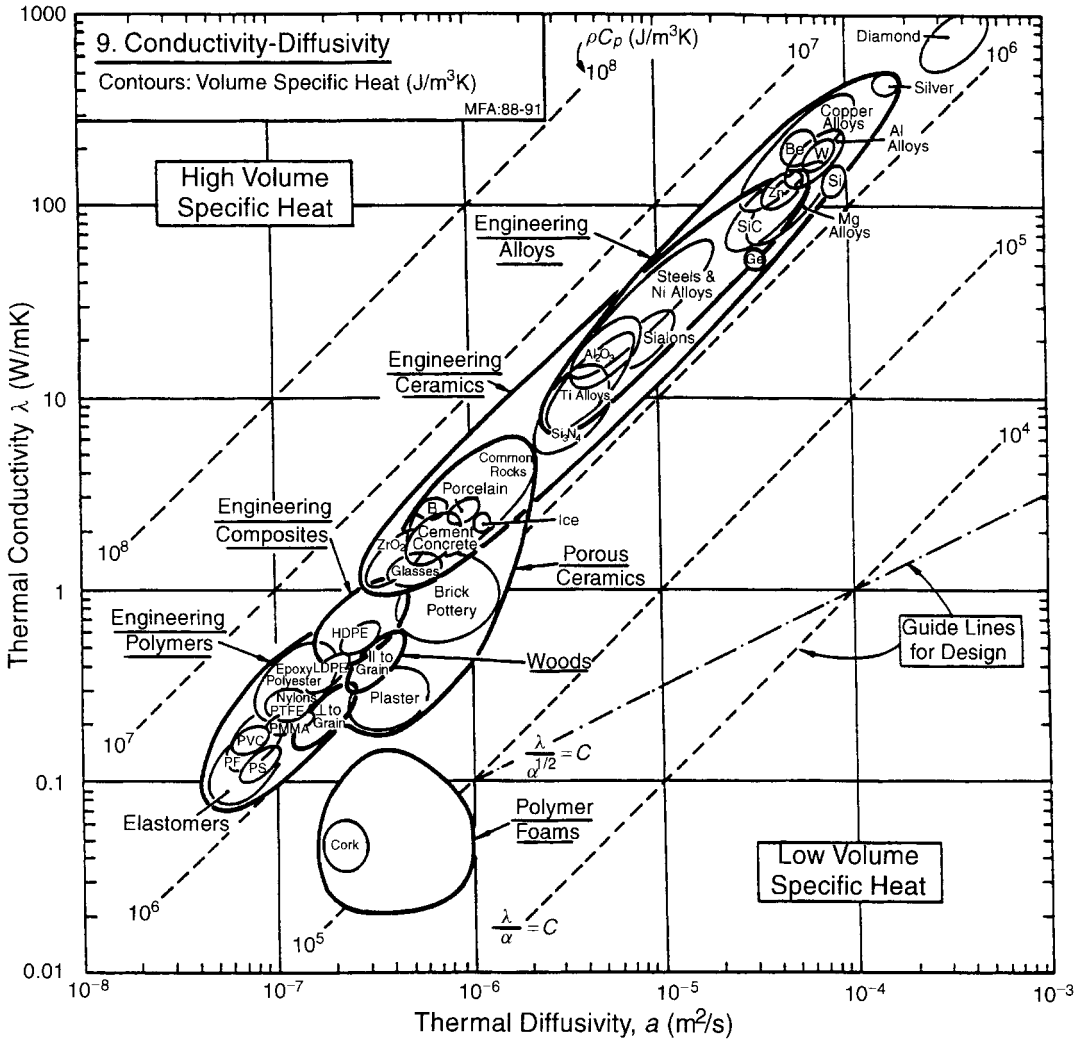 9. Conductivity-Diffusivity
Contours: Volume Specific Heat (J/m³K)
MFA:88-91
ρCₚ (J/m³K)
10⁸
10⁷
10⁶
Diamond
Silver
Copper
Alloys
Al
Alloys
Be
W
Zn
Si
SiC
Mg
Alloys
Ge
High Volume
Specific Heat
Engineering
Alloys
10⁵
Steels &
Ni Alloys
Sialons
Al₂O₃
Engineering
Ceramics
Ti Alloys
Si₃N₄
10⁴
Common
Rocks
Porcelain
B
Ice
Engineering
Composites
Cement
Concrete
ZrO₂
Glasses
10⁸
Porous
Ceramics
Brick
Pottery
Engineering
Polymers
HDPE
Guide Lines
for Design
Woods
II to
Grain
Epoxy
LDPE
Polyester
Plaster
Nylons
PTFE
⊥ to
Grain
PMMA
PVC
PF
PS
10⁷
λ/α^{1/2} = C
Elastomers
Polymer
Foams
Cork
Low Volume
Specific Heat
10⁶
10⁵
λ/α = C
Thermal Conductivity λ (W/mK)
1000
100
10
1
0.1
0.01
10⁻⁸
10⁻⁷
10⁻⁶
10⁻⁵
10⁻⁴
10⁻³
Thermal Diffusivity, a (m²/s)